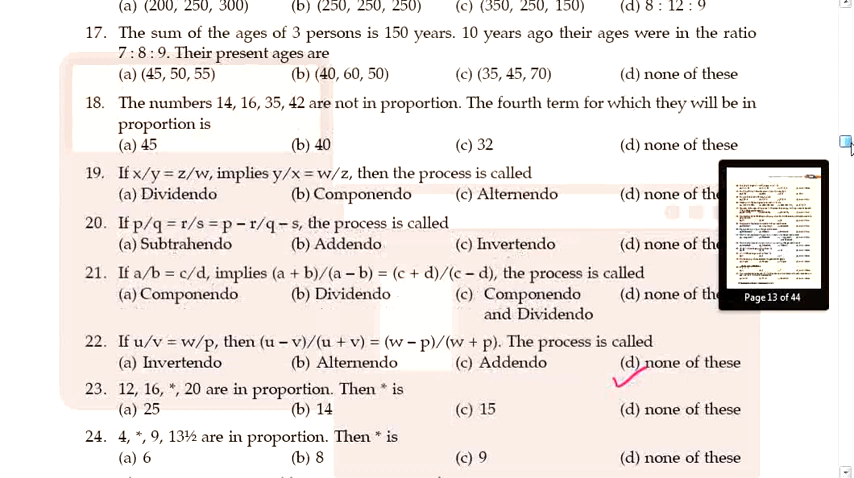 (a) (200, 250, 300) (b) (250, 250, 250) (c) (350, 250, 150) (d) 8 : 12 : 9
17. The sum of the ages of 3 persons is 150 years. 10 years ago their ages were in the ratio
7 : 8 : 9. Their present ages are
(a) (45, 50, 55) (b) (40, 60, 50) (c) (35, 45, 70) (d) none of these
18. The numbers 14, 16, 35, 42 are not in proportion. The fourth term for which they will be in
proportion is
(a) 45 (b) 40 (c) 32 (d) none of these
19. If x/y = z/w, implies y/x = w/z, then the process is called
(a) Dividendo (b) Componendo (c) Alternendo (d) none of the
20. If p/q = r/s = p – r/q – s, the process is called
(a) Subtrahendo (b) Addendo (c) Invertendo (d) none of the
21. If a/b = c/d, implies (a + b)/(a – b) = (c + d)/(c – d), the process is called
(a) Componendo (b) Dividendo (c) Componendo (d) none of the
and Dividendo
Page 13 of 44
22. If u/v = w/p, then (u – v)/(u + v) = (w – p)/(w + p). The process is called
(a) Invertendo (b) Alternendo (c) Addendo (d) none of these
23. 12, 16, *, 20 are in proportion. Then * is
(a) 25 (b) 14 (c) 15 (d) none of these
24. 4, *, 9, 13½ are in proportion. Then * is
(a) 6 (b) 8 (c) 9 (d) none of these